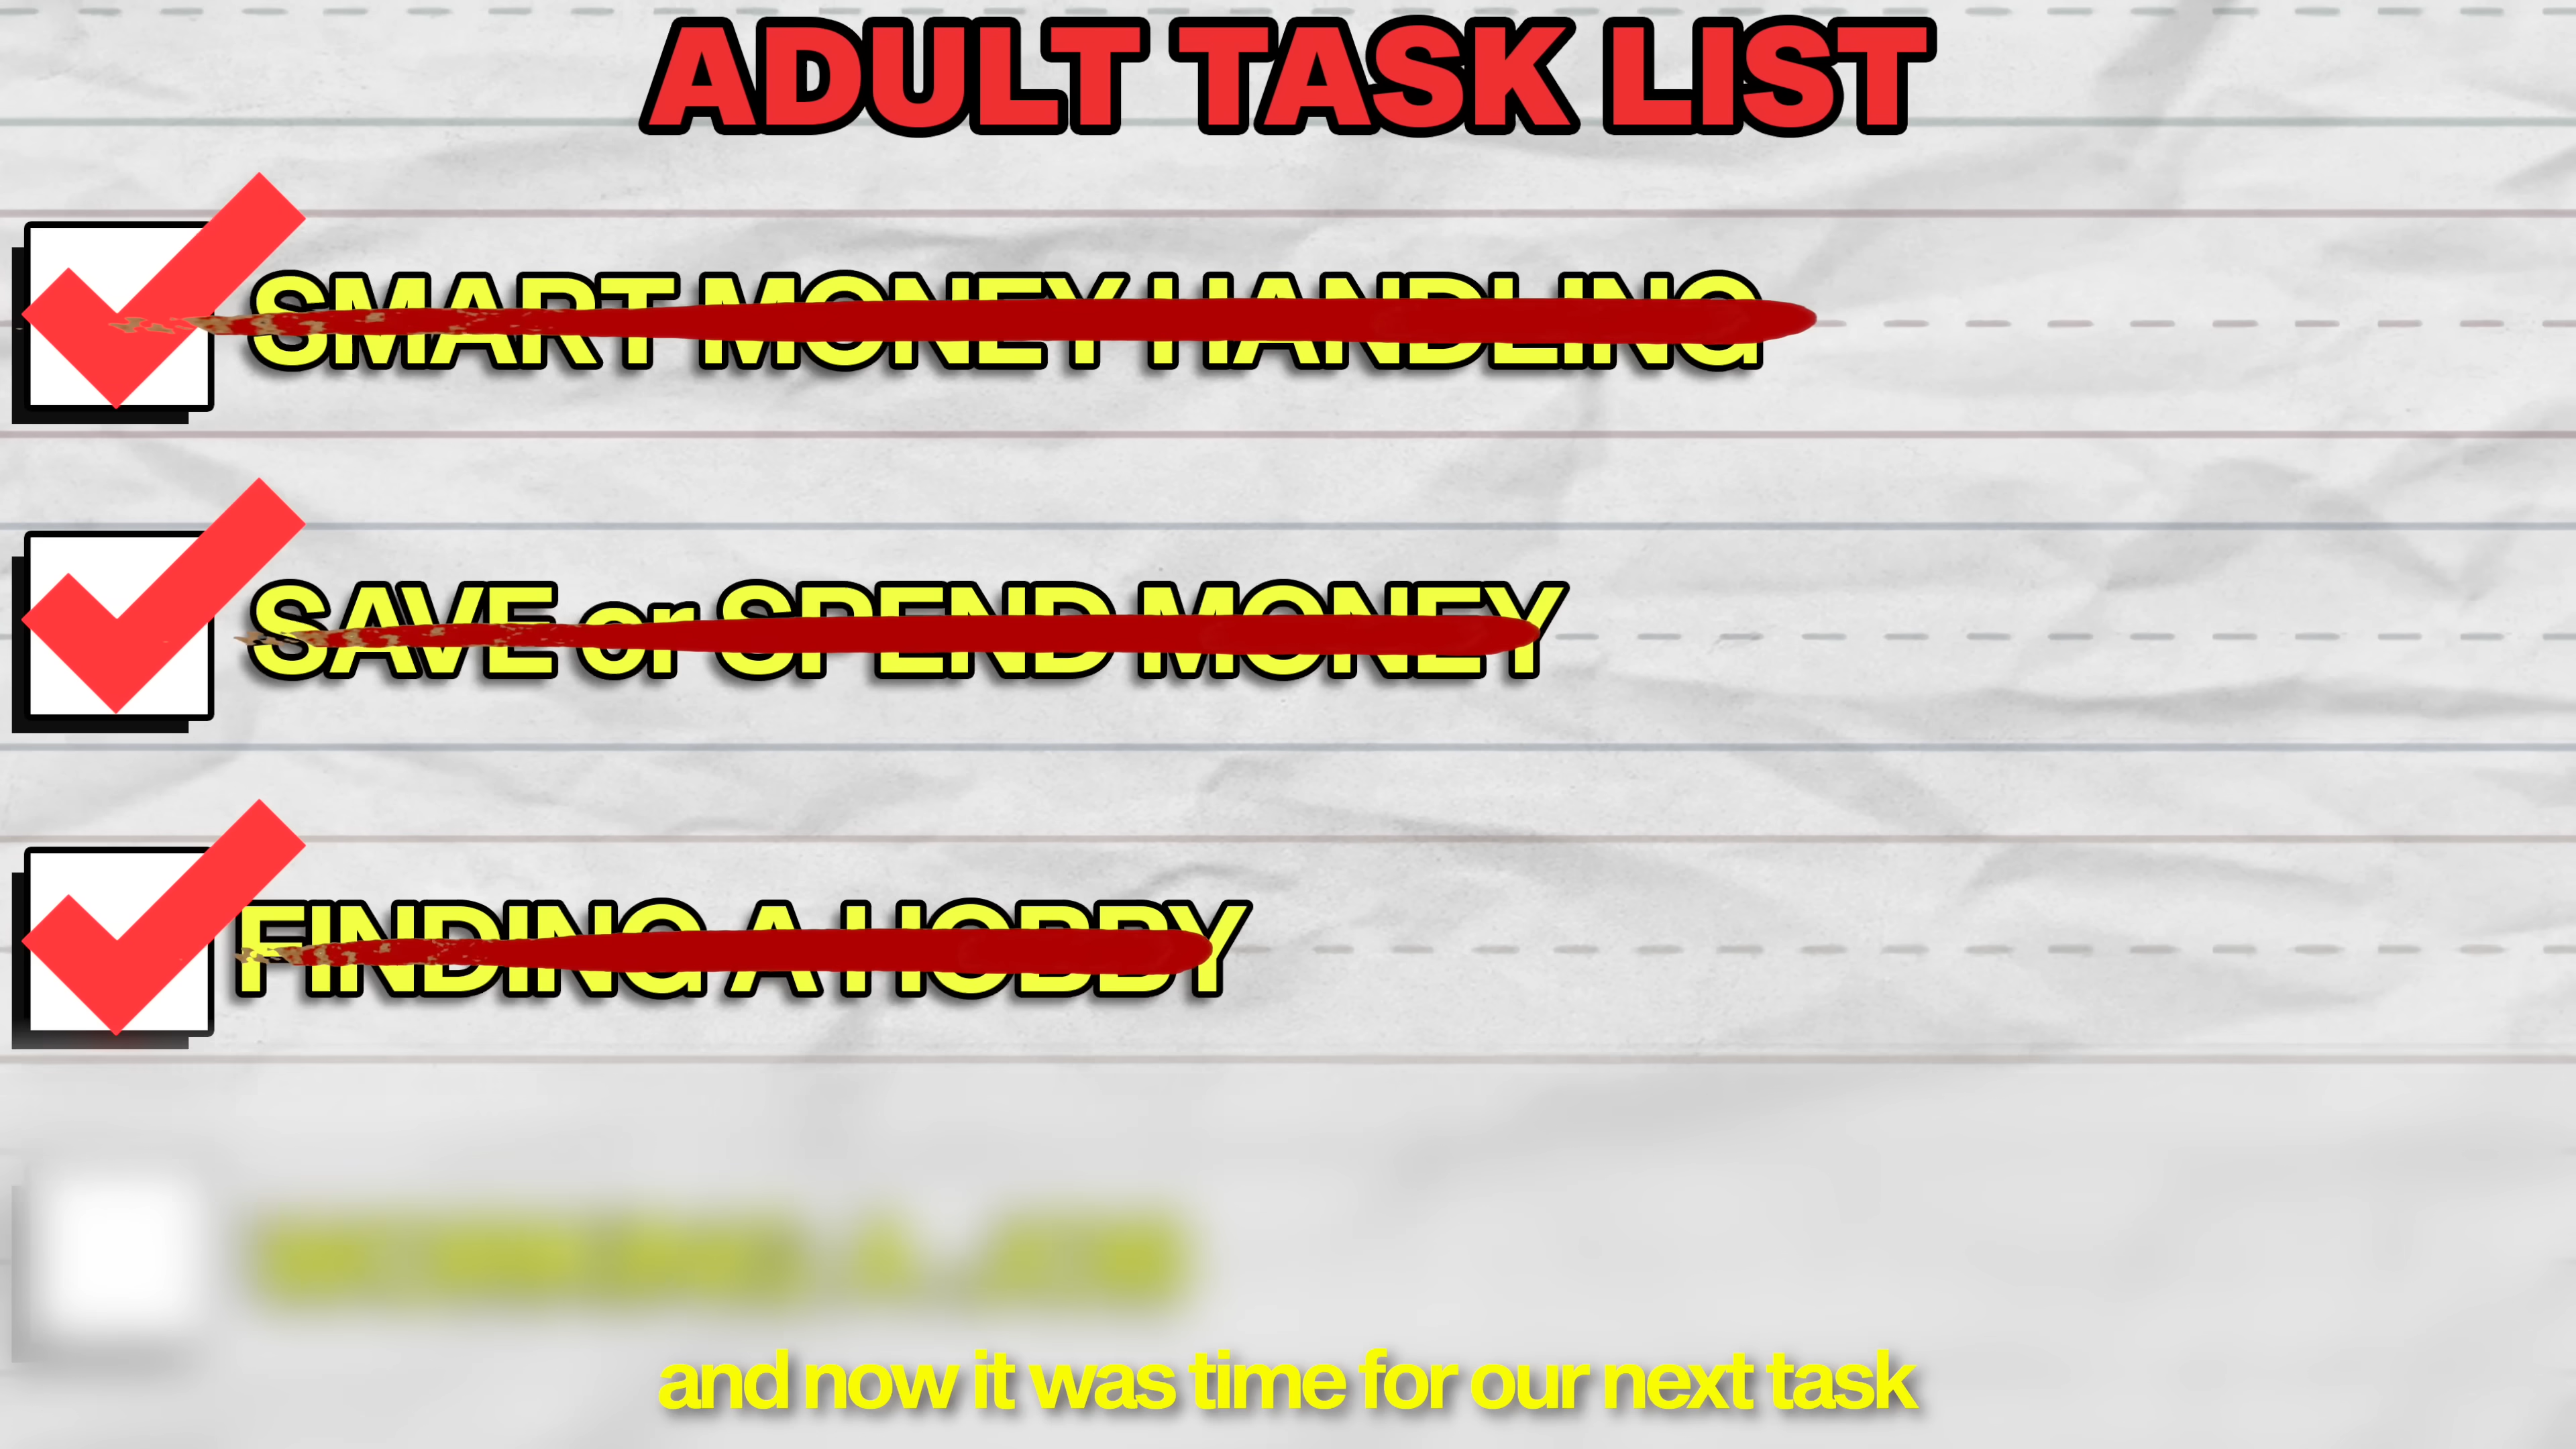 ADULT TASK LIST
SMART MONEY HANDLING
SAVE or SPEND MONEY
FINDING A HOBBY
and now it was time for our next task